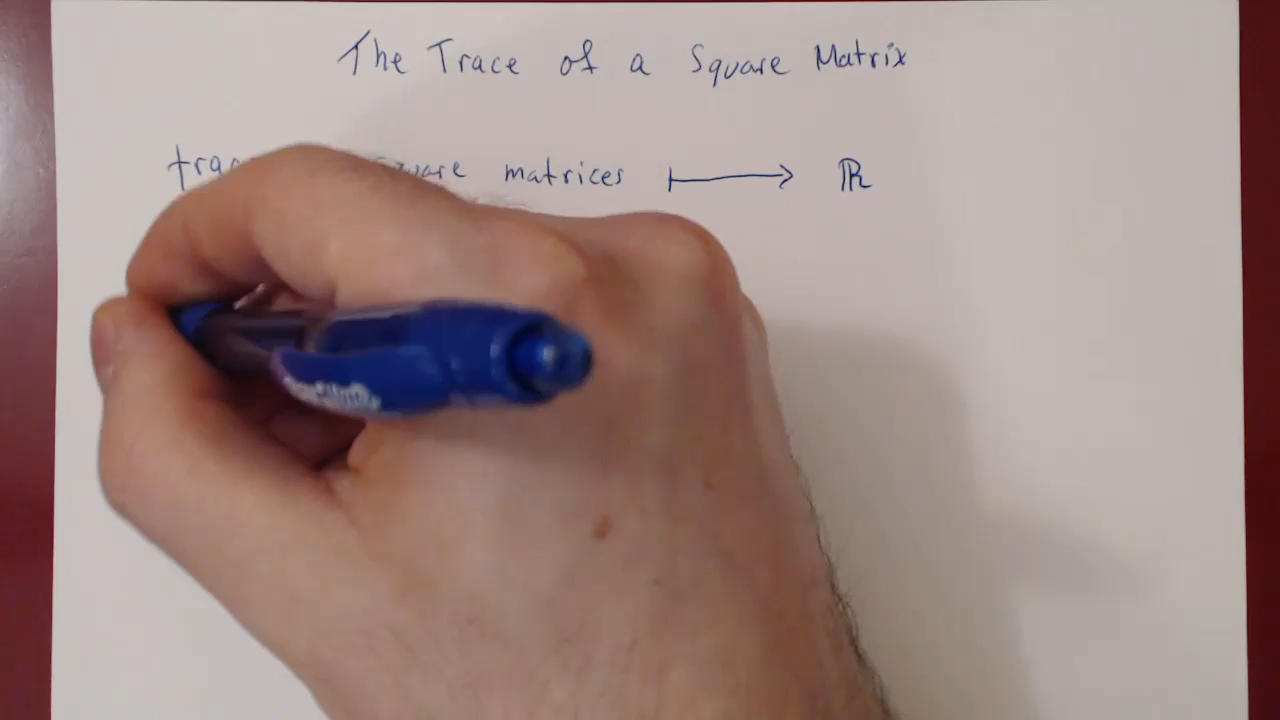 The Trace of a Square Matrix
matrices ↦ ℝ